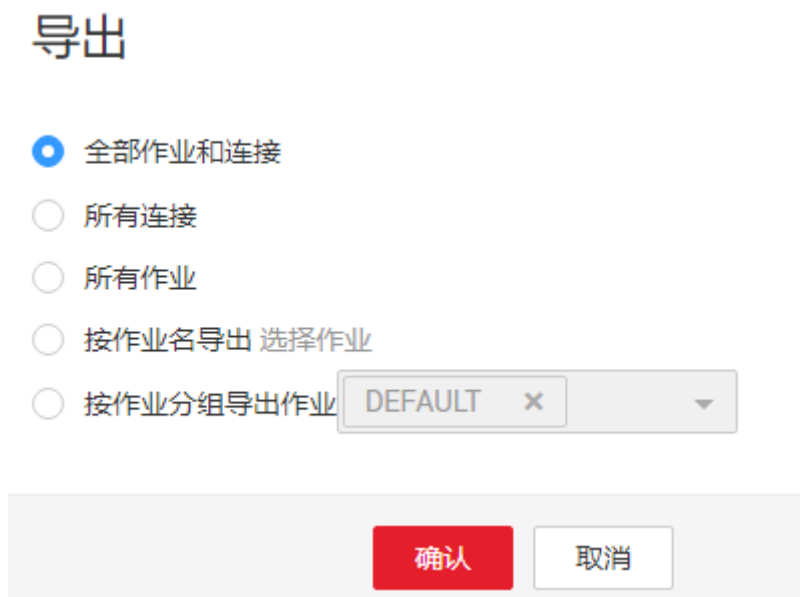 导出
全部作业和连接
所有连接
所有作业
按作业名导出 选择作业
按作业分组导出作业 DEFAULT ×
确认 取消